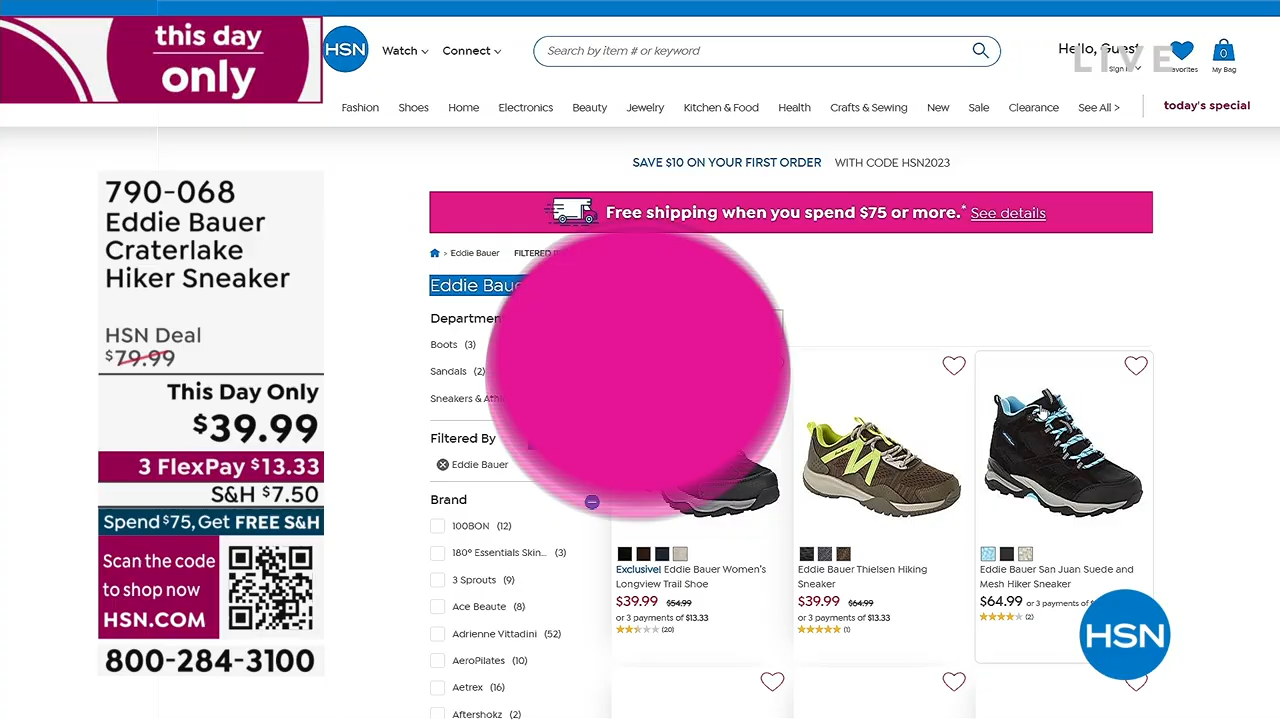 this day
only
HSN
Watch
Connect
Search by item # or keyword
Hello, Guest
LIVE
0
My Bag
Fashion
Shoes
Home
Electronics
Beauty
Jewelry
Kitchen & Food
Health
Crafts & Sewing
New
Sale
Clearance
See All >
today's special
SAVE $10 ON YOUR FIRST ORDER WITH CODE HSN2023
Free shipping when you spend $75 or more.* See details
790-068
Eddie Bauer
Craterlake
Hiker Sneaker
HSN Deal
$79.99
This Day Only
$39.99
3 FlexPay $13.33
S&H $7.50
Spend $75, Get FREE S&H
Scan the code
to shop now
HSN.COM
800-284-3100
> Eddie Bauer FILTERED
Eddie
Boots (3)
Sandals (2)
Filtered By
Eddie Bauer
Brand
100BON (12)
180° Essentials Skin... (3)
3 Sprouts (9)
Ace Beaute (8)
Adrienne Vittadini (52)
AeroPilates (10)
Aetrex (16)
Aftershokz (2)
Exclusive! Eddie Bauer Women's
Longview Trail Shoe
$39.99 $54.99
or 3 payments of $13.33
(20)
Eddie Bauer Thielsen Hiking
Sneaker
$39.99 $64.99
or 3 payments of $13.33
(1)
Eddie Bauer San Juan Suede and
Mesh Hiker Sneaker
$64.99 or 3 payments of
(2)
HSN